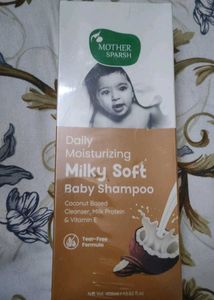 MOTHER
SPARSH
Daily
Moisturizing
Milky Soft
Baby Shampoo
Coconut Based
Cleanser, Milk Protein
& Vitamin E
Tear-Free
Formula